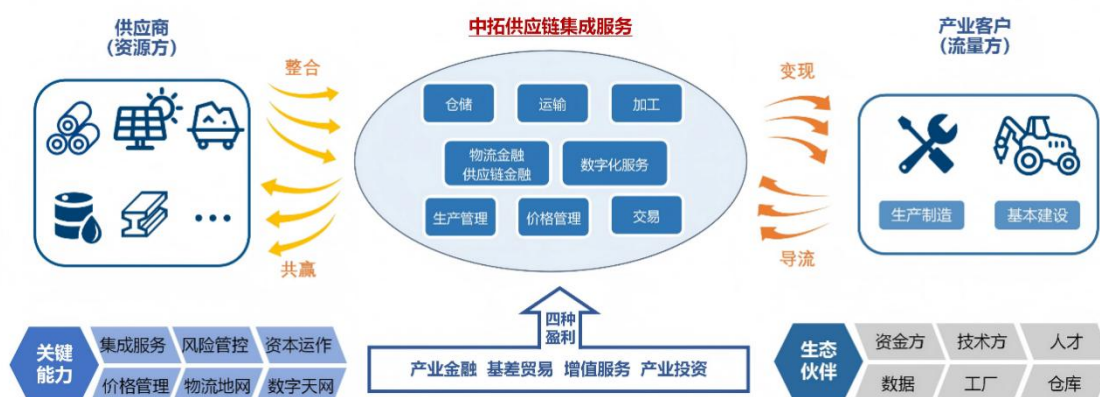 供应商
(资源方)
整合
共赢
中拓供应链集成服务
仓储
运输
加工
物流金融
供应链金融
数字化服务
生产管理
价格管理
交易
变现
导流
产业客户
(流量方)
生产制造
基本建设
关键
能力
集成服务 风险管控 资本运作
价格管理 物流地网 数字天网
四种
盈利
产业金融 基差贸易 增值服务 产业投资
生态
伙伴
资金方 技术方 人才
数据 工厂 仓库